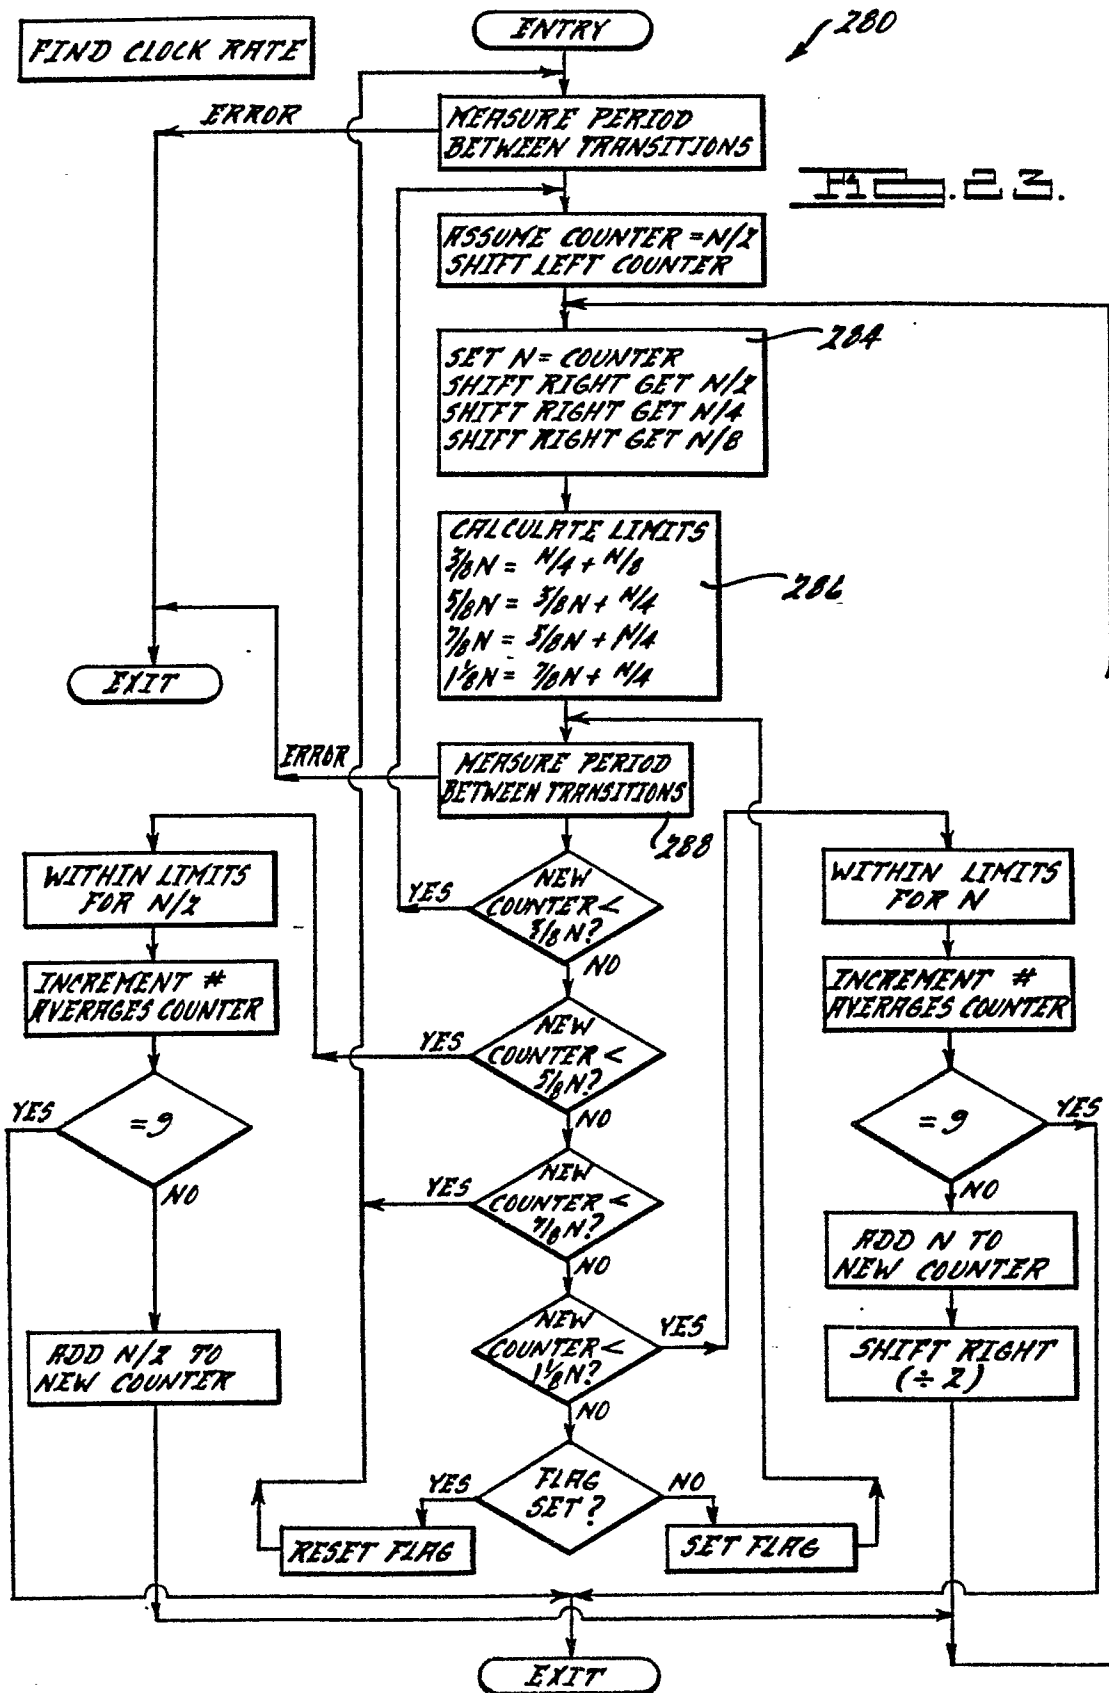 FIND CLOCK RATE
ENTRY
280
ERROR
MEASURE PERIOD
BETWEEN TRANSITIONS
FIG. 23.
ASSUME COUNTER = N/2
SHIFT LEFT COUNTER
284
SET N = COUNTER
SHIFT RIGHT GET N/2
SHIFT RIGHT GET N/4
SHIFT RIGHT GET N/8
CALCULATE LIMITS
3/8N = N/4 + N/8
5/8N = 3/8N + N/4
7/8N = 5/8N + N/4
1 1/8N = 7/8N + N/4
286
EXIT
ERROR
MEASURE PERIOD
BETWEEN TRANSITIONS
288
WITHIN LIMITS
FOR N/2
INCREMENT #
AVERAGES COUNTER
YES
= 9
NO
ADD N/2 TO
NEW COUNTER
YES
NEW
COUNTER <
3/8N?
NO
YES
NEW
COUNTER <
5/8N?
NO
YES
NEW
COUNTER <
7/8N?
NO
NEW
COUNTER <
1 1/8N?
YES
NO
YES
FLAG
SET?
NO
RESET FLAG
SET FLAG
WITHIN LIMITS
FOR N
INCREMENT #
AVERAGES COUNTER
= 9
YES
NO
ADD N TO
NEW COUNTER
SHIFT RIGHT
(÷ 2)
EXIT